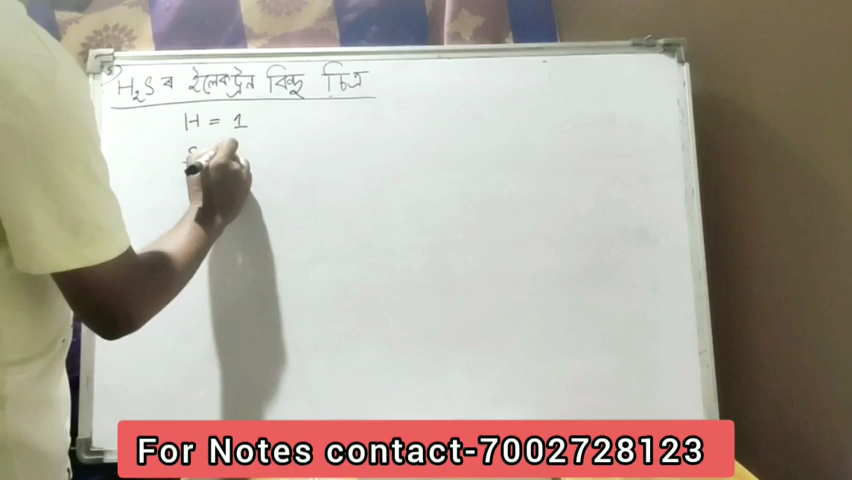 H₂S ৰ ইলেকট্ৰন বিন্দু চিত্ৰ
H = 1
S
For Notes contact-7002728123